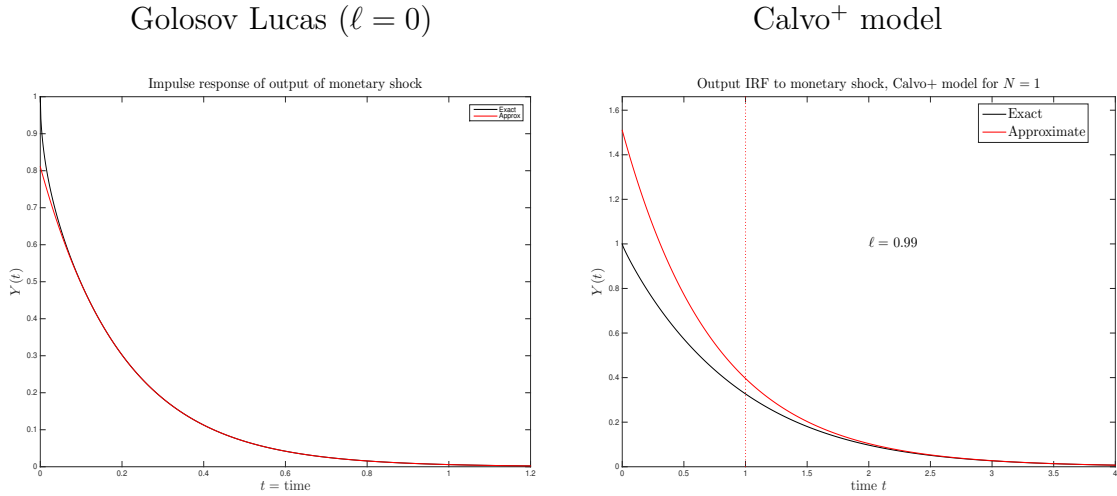 Golosov Lucas (ℓ = 0)
Calvo⁺ model
Impulse response of output of monetary shock
Exact
Approx
1
0.9
0.8
0.7
0.6
0.5
0.4
0.3
0.2
0.1
0
Y(t)
0
0.2
0.4
0.6
0.8
1
1.2
t = time
Output IRF to monetary shock, Calvo+ model for N = 1
Exact
Approximate
ℓ = 0.99
1.6
1.4
1.2
1
0.8
0.6
0.4
0.2
0
Y(t)
0
0.5
1
1.5
2
2.5
3
3.5
4
time t